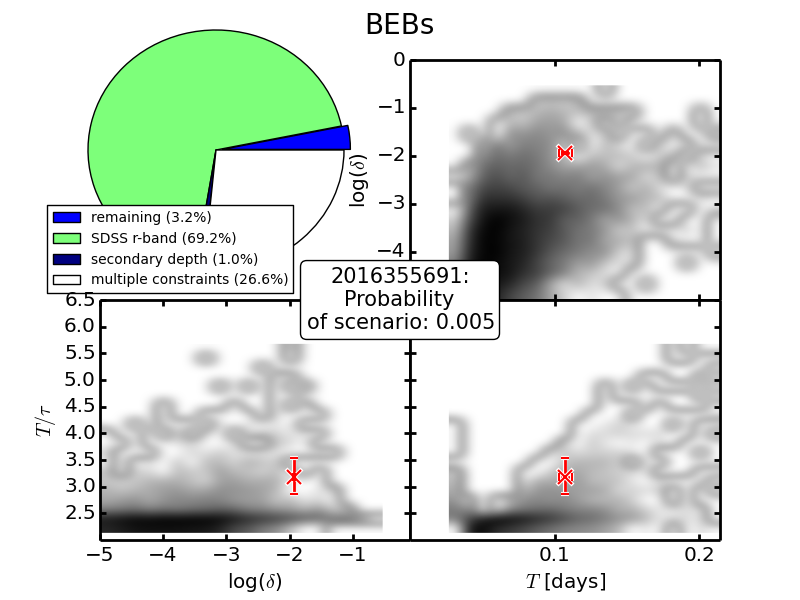 BEBs
remaining (3.2%)
SDSS r-band (69.2%)
secondary depth (1.0%)
multiple constraints (26.6%)
0
−1
−2
−3
−4
log(δ)
2016355691:
Probability
of scenario: 0.005
6.5
6.0
5.5
5.0
4.5
4.0
3.5
3.0
2.5
T/τ
−5 −4 −3 −2 −1
log(δ)
0.1 0.2
T [days]